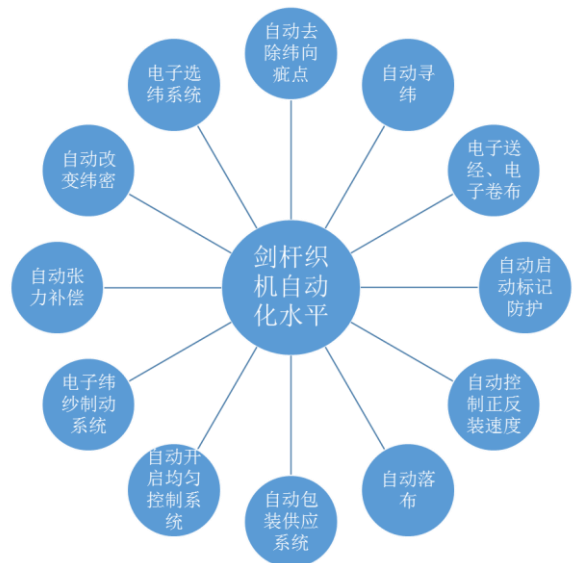 自动去
除纬向
疵点
自动寻
纬
电子送
经、电
子卷布
自动启
动标记
防护
自动控
制正反
装速度
自动落
布
自动包
装供应
系统
自动开
启均匀
控制系
统
电子纬
纱制动
系统
自动张
力补偿
自动改
变纬密
电子选
纬系统
剑杆织
机自动
化水平